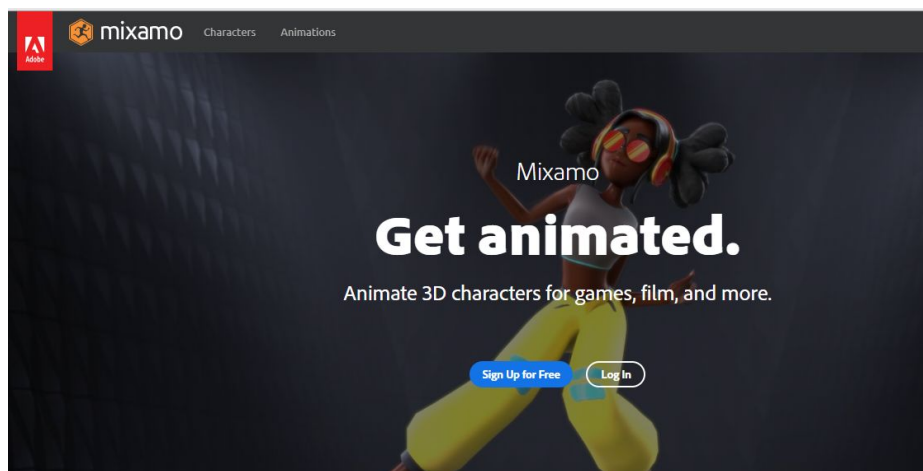 Adobe
mixamo Characters Animations
Mixamo
Get animated.
Animate 3D characters for games, film, and more.
Sign Up for Free Log In